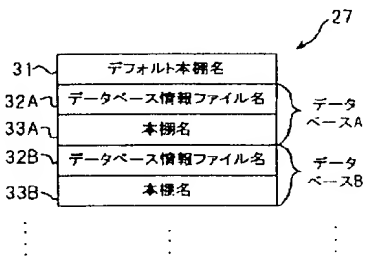 27
31 デフォルト本棚名
32A データベース情報ファイル名
データ
33A 本棚名
ベースA
32B データベース情報ファイル名
データ
33B 本棚名
ベースB